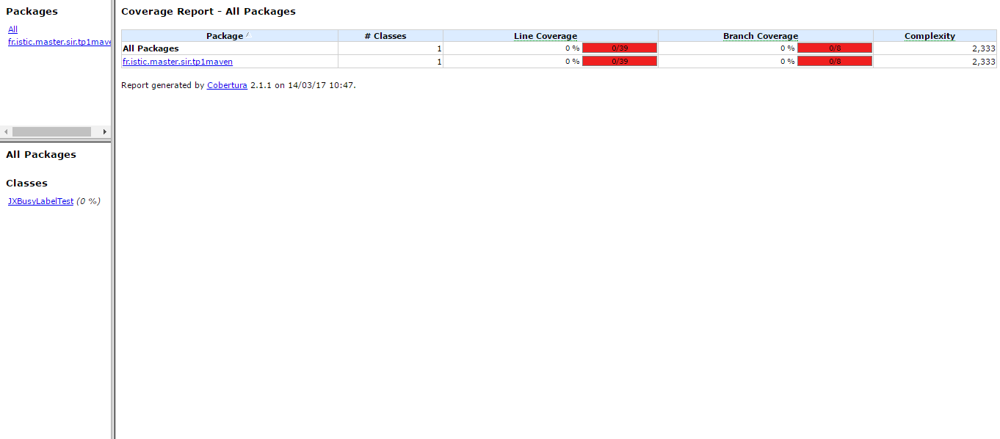 Packages
All
fr.istic.master.sir.tp1mave
All Packages
Classes
JXBusyLabelTest (0 %)
Coverage Report - All Packages
Package # Classes Line Coverage Branch Coverage Complexity
All Packages 1 0 % 0/39 0 % 0/8 2,333
fr.istic.master.sir.tp1maven 1 0 % 0/39 0 % 0/8 2,333
Report generated by Cobertura 2.1.1 on 14/03/17 10:47.